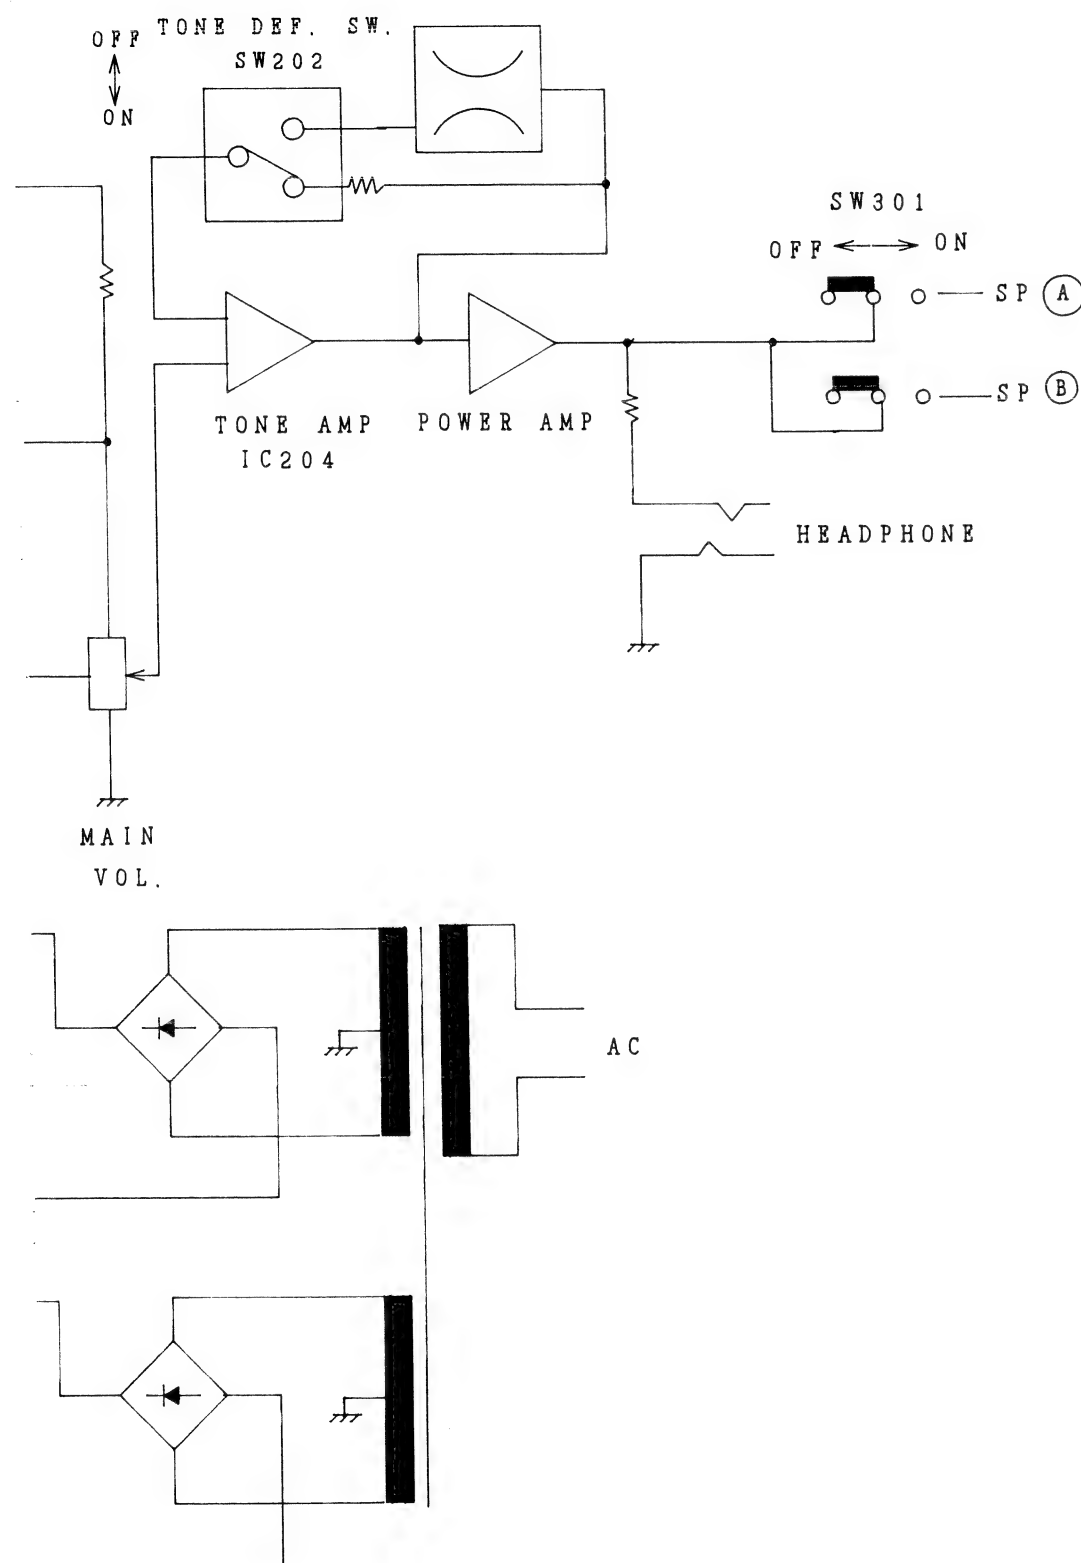 TONE DEF. SW.
OFF
SW202
ON
SW301
OFF ON
SP A
SP B
TONE AMP
IC204
POWER AMP
HEADPHONE
MAIN
VOL.
AC